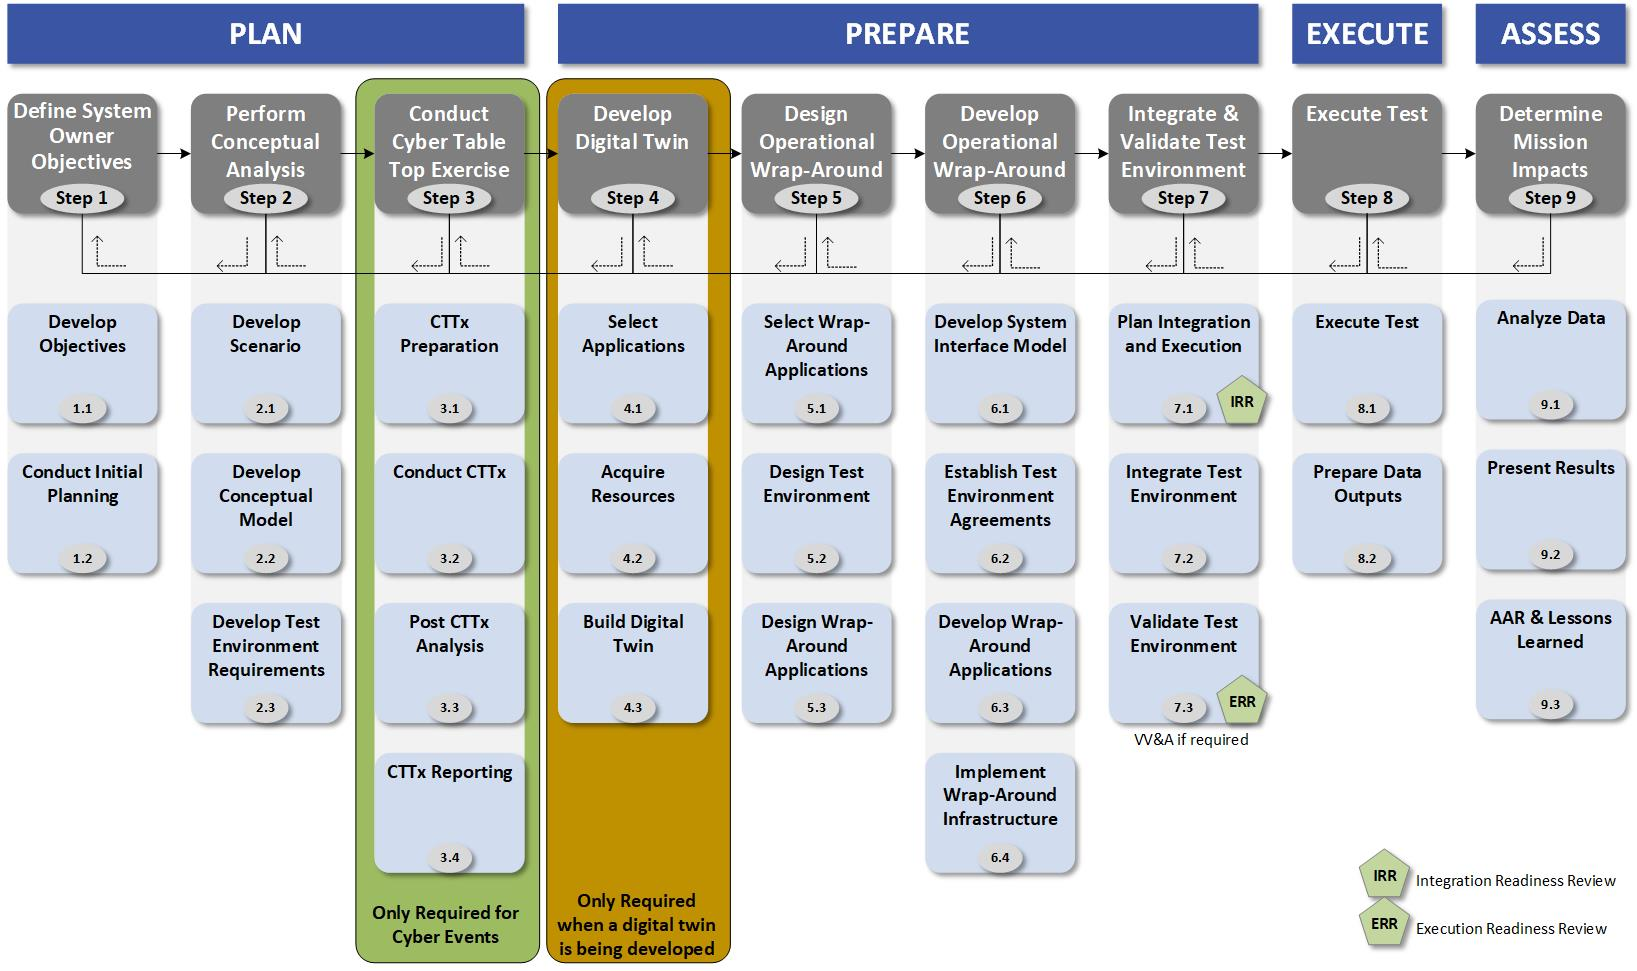 PLAN
PREPARE
EXECUTE
ASSESS
Define System
Owner
Objectives
Step 1
Perform
Conceptual
Analysis
Step 2
Conduct
Cyber Table
Top Exercise
Step 3
Develop
Digital Twin
Step 4
Design
Operational
Wrap-Around
Step 5
Develop
Operational
Wrap-Around
Step 6
Integrate &
Validate Test
Environment
Step 7
Execute Test
Step 8
Determine
Mission
Impacts
Step 9
Develop
Objectives
1.1
Conduct Initial
Planning
1.2
Develop
Scenario
2.1
Develop
Conceptual
Model
2.2
Develop Test
Environment
Requirements
2.3
CTTx
Preparation
3.1
Conduct CTTx
3.2
Post CTTx
Analysis
3.3
CTTx Reporting
3.4
Only Required for
Cyber Events
Select
Applications
4.1
Acquire
Resources
4.2
Build Digital
Twin
4.3
Only Required
when a digital twin
is being developed
Select Wrap-
Around
Applications
5.1
Design Test
Environment
5.2
Design Wrap-
Around
Applications
5.3
Develop System
Interface Model
6.1
Establish Test
Environment
Agreements
6.2
Develop Wrap-
Around
Applications
6.3
Implement
Wrap-Around
Infrastructure
6.4
Plan Integration
and Execution
7.1
IRR
Integrate Test
Environment
7.2
Validate Test
Environment
7.3
ERR
VV&A if required
Execute Test
8.1
Prepare Data
Outputs
8.2
Analyze Data
9.1
Present Results
9.2
AAR & Lessons
Learned
9.3
IRR
Integration Readiness Review
ERR
Execution Readiness Review